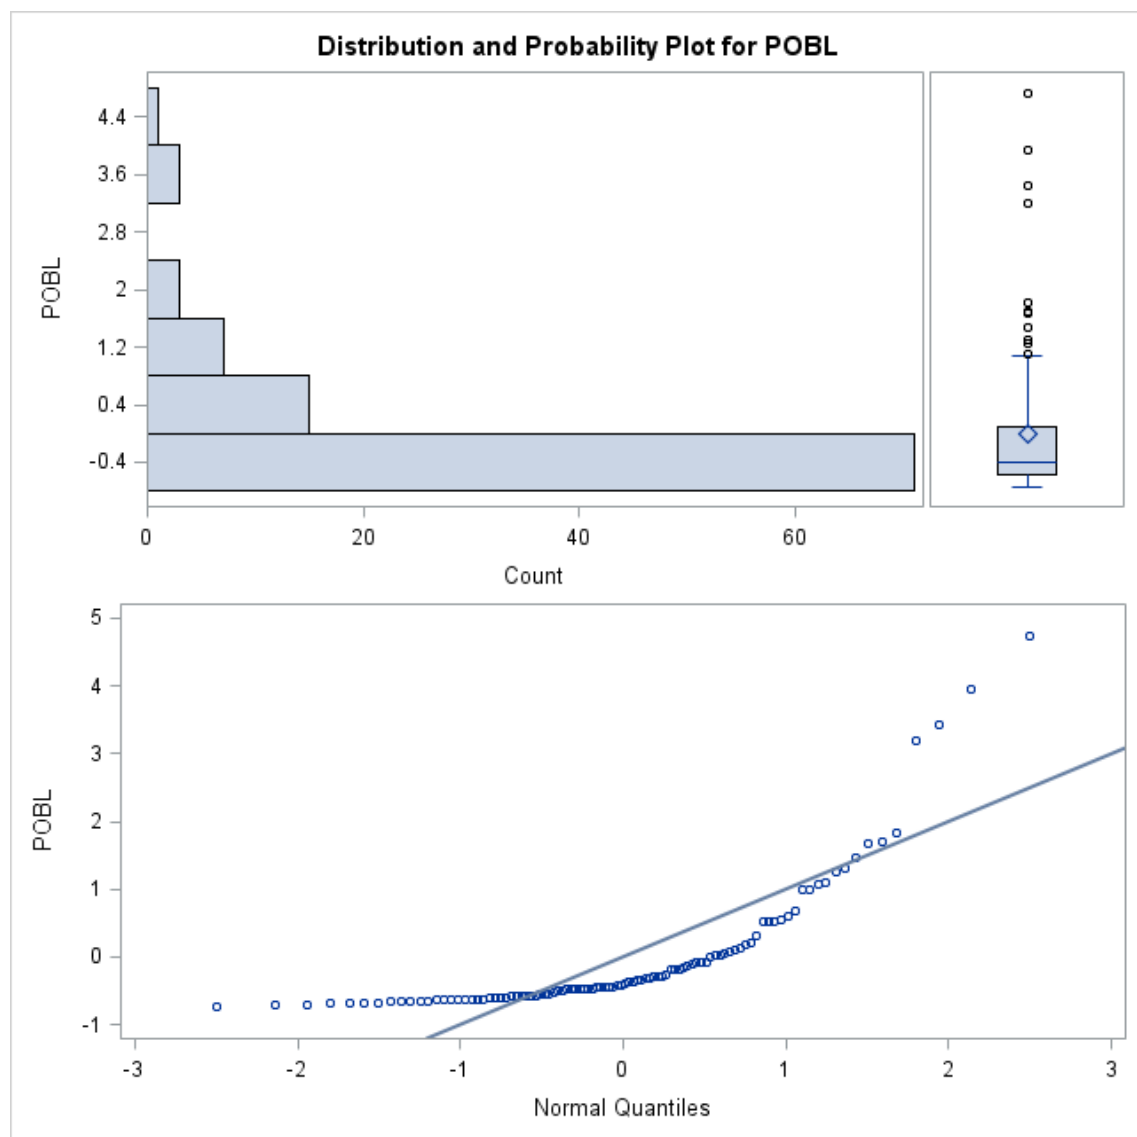 Distribution and Probability Plot for POBL
4.4
3.6
2.8
2
1.2
0.4
-0.4
POBL
0 20 40 60
Count
5
4
3
2
1
0
-1
POBL
-3 -2 -1 0 1 2 3
Normal Quantiles